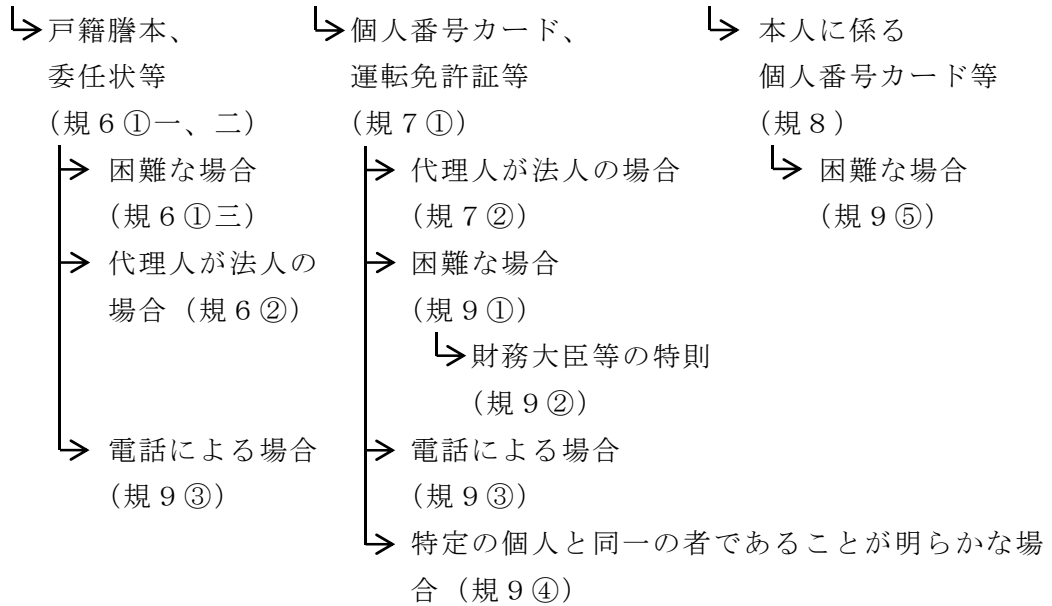 戸籍謄本、
委任状等
（規６①一、二）
困難な場合
（規６①三）
代理人が法人の
場合（規６②）
電話による場合
（規９③）
個人番号カード、
運転免許証等
（規７①）
代理人が法人の場合
（規７②）
困難な場合
（規９①）
財務大臣等の特則
（規９②）
電話による場合
（規９③）
特定の個人と同一の者であることが明らかな場
合（規９④）
本人に係る
個人番号カード等
（規８）
困難な場合
（規９⑤）